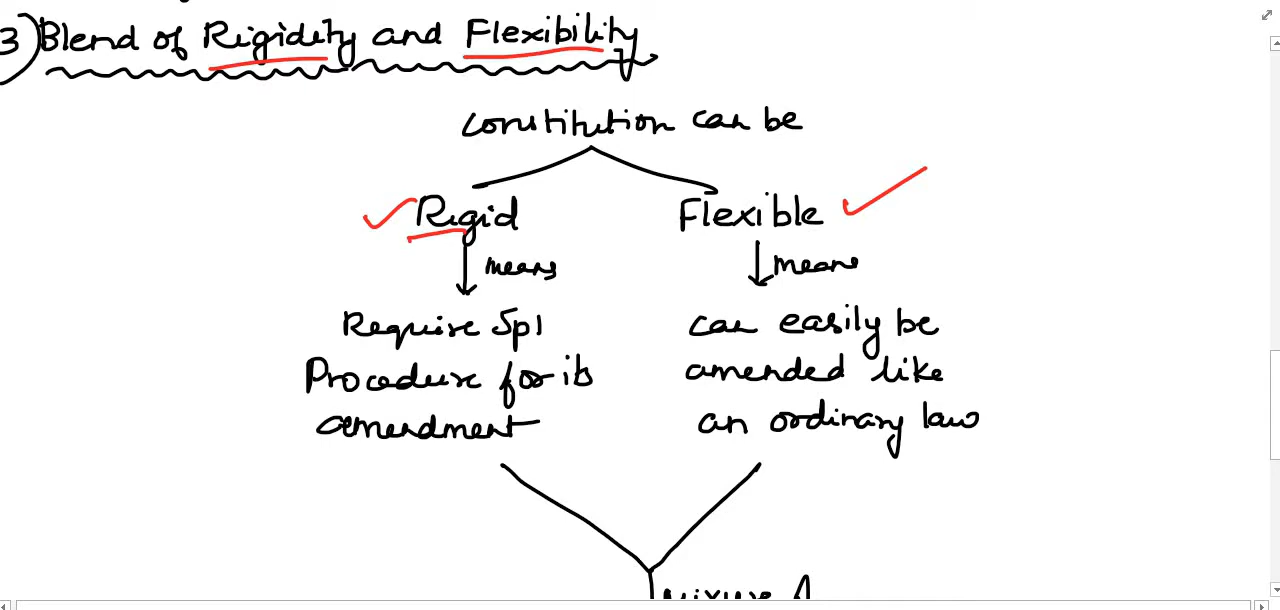 3) Blend of Rigidity and Flexibility
Constitution can be
Rigid Flexible
means means
Require Spl can easily be
Procedure for its amended like
amendment an ordinary law